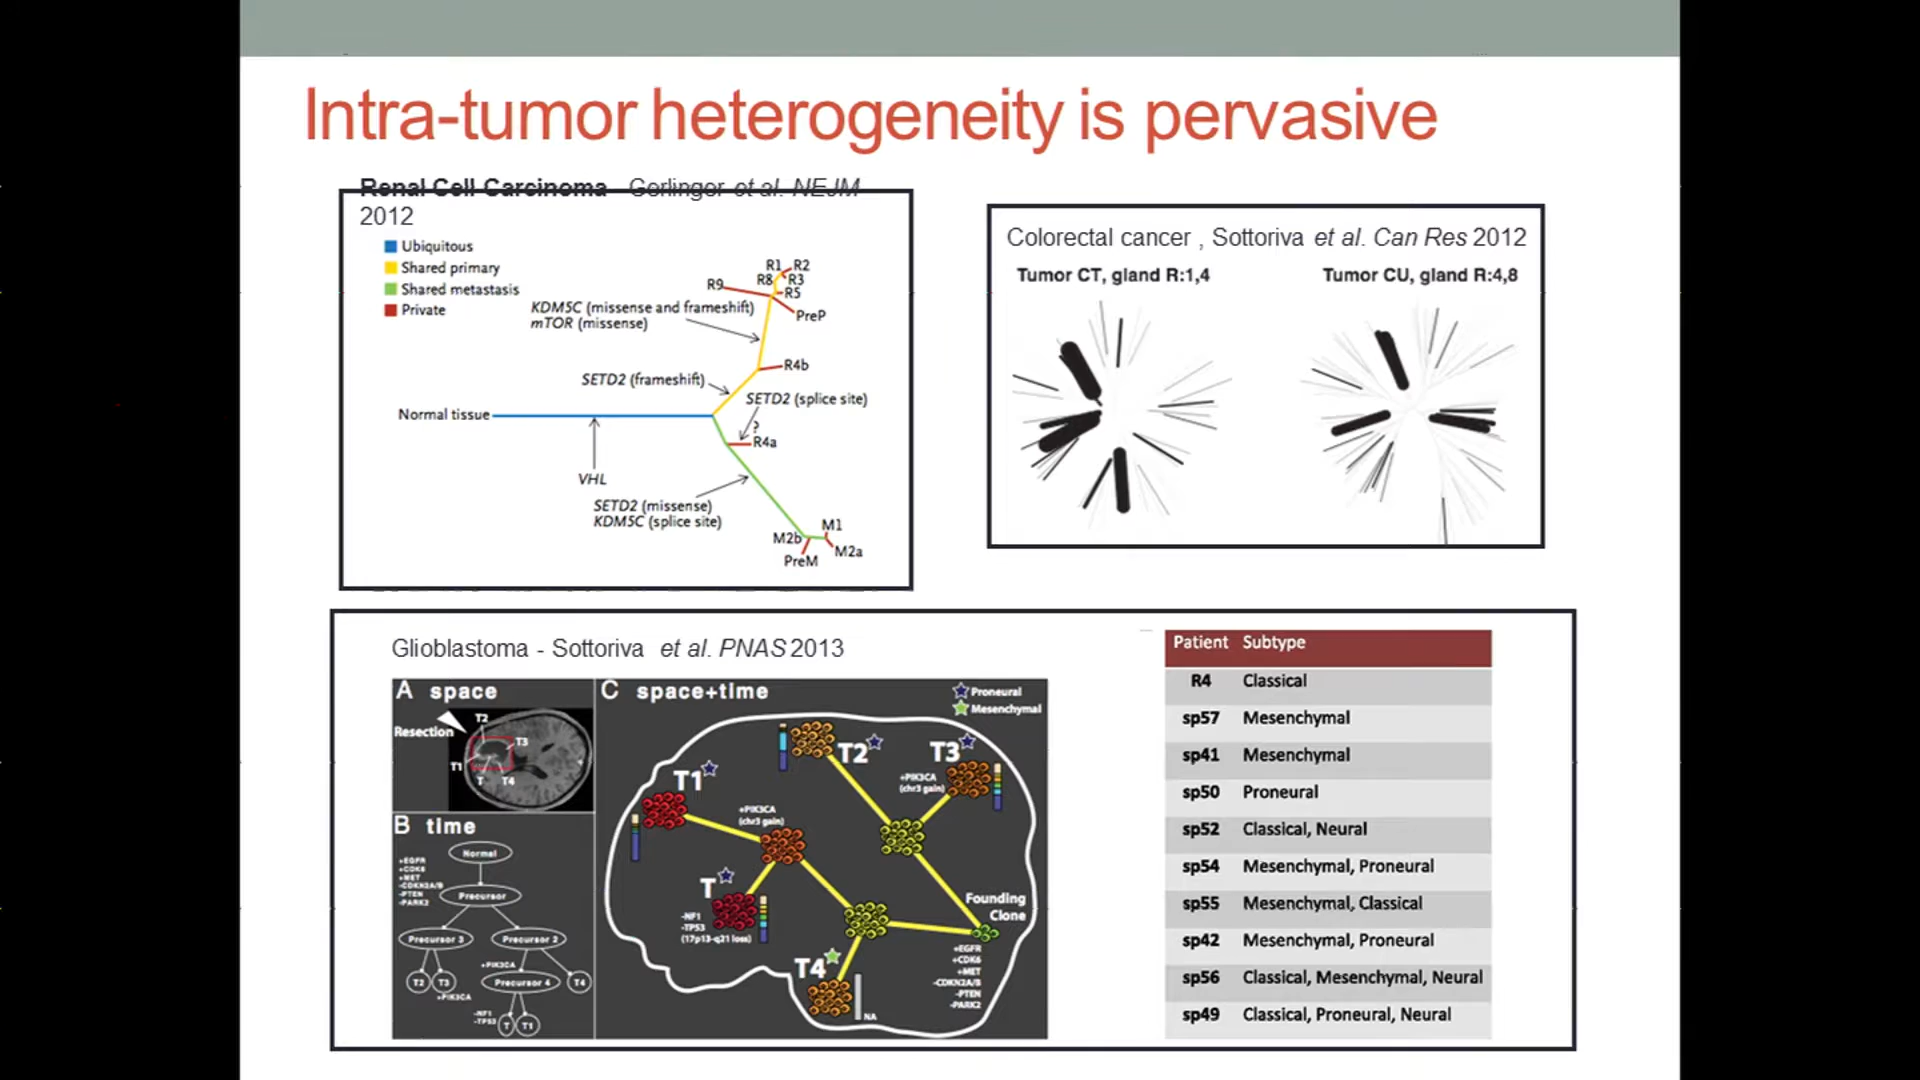 Intra-tumor heterogeneity is pervasive
Renal Cell Carcinoma - Gerlinger et al. NEJM
2012
Ubiquitous
Shared primary
Shared metastasis
Private
R1
R2
R8
R3
R9
R5
PreP
KDM5C (missense and frameshift)
mTOR (missense)
R4b
SETD2 (frameshift)
SETD2 (splice site)
Normal tissue
?
R4a
VHL
SETD2 (missense)
KDM5C (splice site)
M1
M2b
M2a
PreM
Colorectal cancer , Sottoriva et al. Can Res 2012
Tumor CT, gland R:1,4
Tumor CU, gland R:4,8
Glioblastoma - Sottoriva et al. PNAS 2013
A space
Resection
T2
T3
T1
T
T4
B time
Normal
+EGFR
+CDK6
+MET
-CDKN2A/B
-PTEN
-PARK2
Precursor
Precursor 3
Precursor 2
+PIK3CA
T2
T3
Precursor 4
T4
+PIK3CA
-NF1
-TP53
T
T1
C space+time
Proneural
Mesenchymal
T2
T3
+PIK3CA
(chr3 gain)
T1
+PIK3CA
(chr3 gain)
T
-NF1
-TP53
(17p13-q21 loss)
Founding
Clone
T4
+EGFR
+CDK6
+MET
-CDKN2A/B
-PTEN
-PARK2
NA
Patient Subtype
R4 Classical
sp57 Mesenchymal
sp41 Mesenchymal
sp50 Proneural
sp52 Classical, Neural
sp54 Mesenchymal, Proneural
sp55 Mesenchymal, Classical
sp42 Mesenchymal, Proneural
sp56 Classical, Mesenchymal, Neural
sp49 Classical, Proneural, Neural